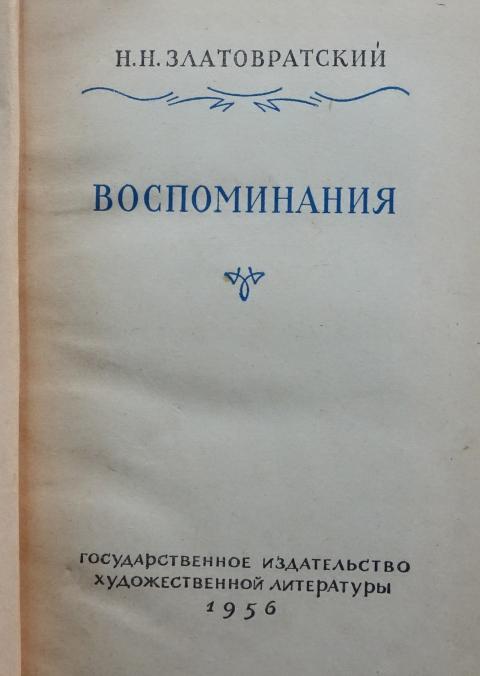 Н.Н. ЗЛАТОВРАТСКИЙ
ВОСПОМИНАНИЯ
ГОСУДАРСТВЕННОЕ ИЗДАТЕЛЬСТВО
ХУДОЖЕСТВЕННОЙ ЛИТЕРАТУРЫ
1956